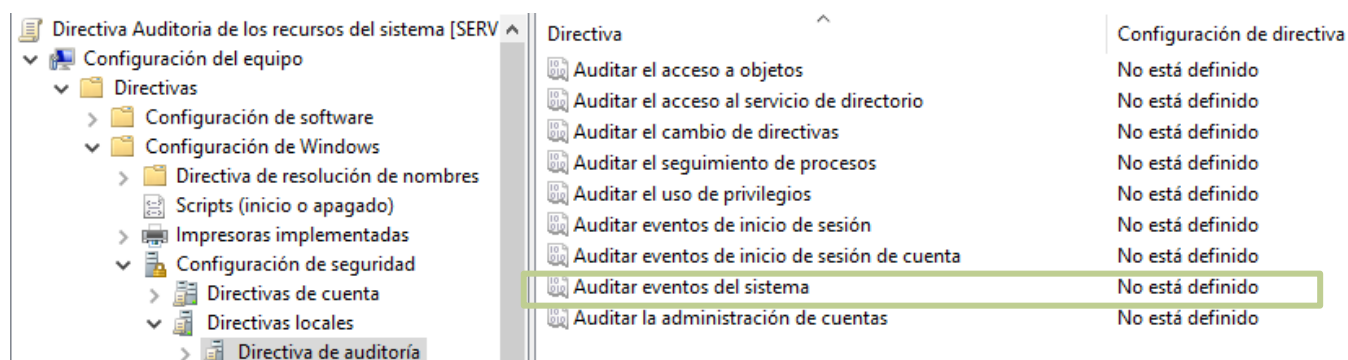 Directiva Auditoria de los recursos del sistema [SERV
Configuración del equipo
Directivas
Configuración de software
Configuración de Windows
Directiva de resolución de nombres
Scripts (inicio o apagado)
Impresoras implementadas
Configuración de seguridad
Directivas de cuenta
Directivas locales
Directiva de auditoría
Directiva Configuración de directiva
Auditar el acceso a objetos No está definido
Auditar el acceso al servicio de directorio No está definido
Auditar el cambio de directivas No está definido
Auditar el seguimiento de procesos No está definido
Auditar el uso de privilegios No está definido
Auditar eventos de inicio de sesión No está definido
Auditar eventos de inicio de sesión de cuenta No está definido
Auditar eventos del sistema No está definido
Auditar la administración de cuentas No está definido